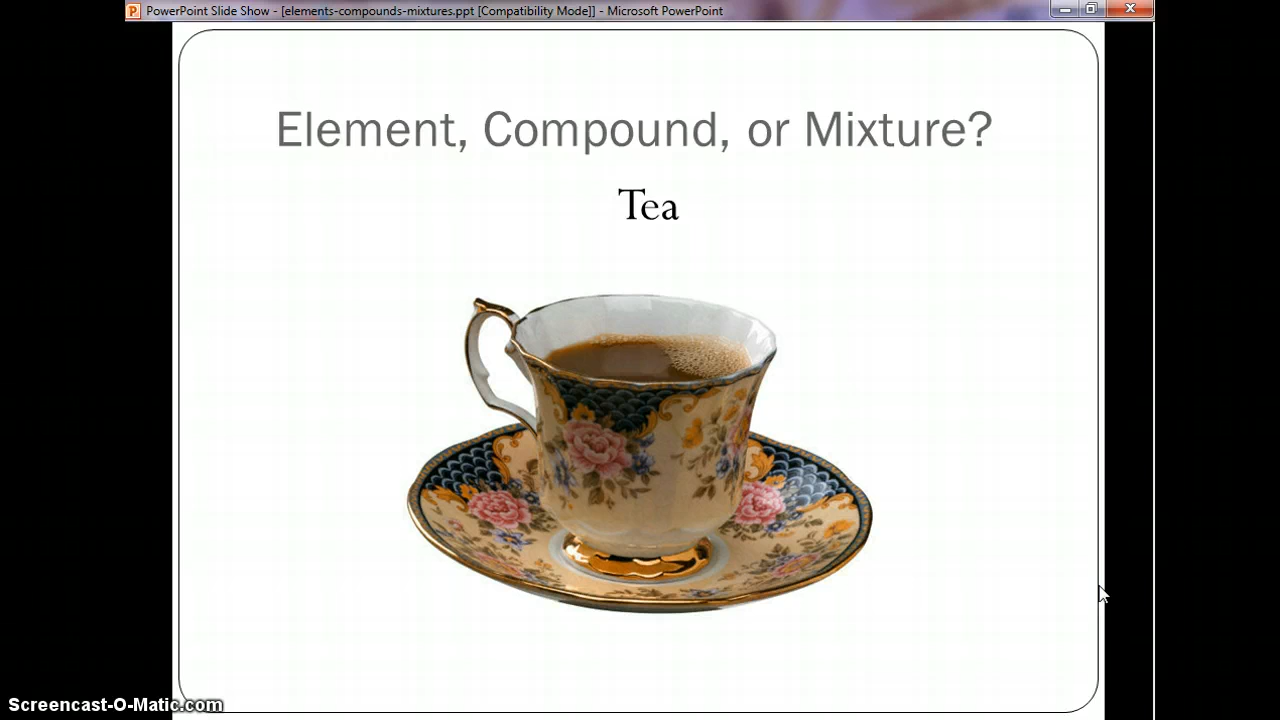 PowerPoint Slide Show - [elements-compounds-mixtures.ppt [Compatibility Mode]] - Microsoft PowerPoint
Element, Compound, or Mixture?
Tea
Screencast-O-Matic.com